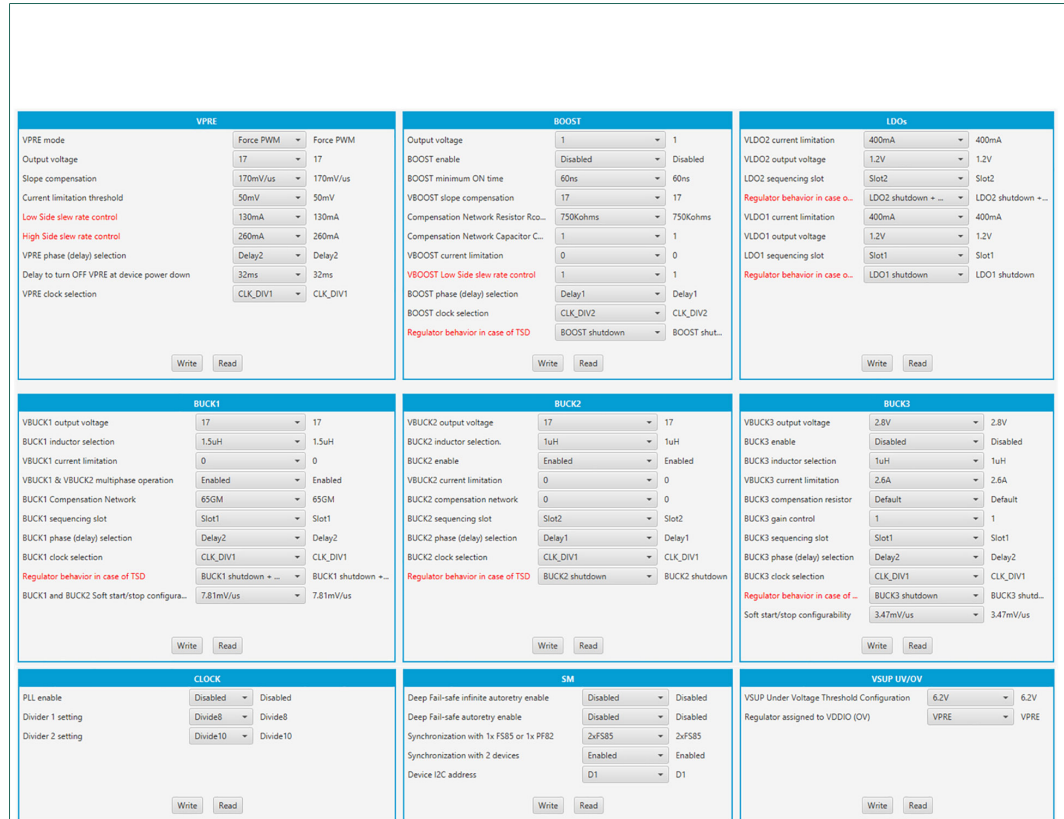 VPRE
VPRE mode Force PWM Force PWM
Output voltage 17 17
Slope compensation 170mV/us 170mV/us
Current limitation threshold 50mV 50mV
Low Side slew rate control 130mA 130mA
High Side slew rate control 260mA 260mA
VPRE phase (delay) selection Delay2 Delay2
Delay to turn OFF VPRE at device power down 32ms 32ms
VPRE clock selection CLK_DIV1 CLK_DIV1
Write Read
BOOST
Output voltage 1 1
BOOST enable Disabled Disabled
BOOST minimum ON time 60ns 60ns
VBOOST slope compensation 17 17
Compensation Network Resistor Rco... 750Kohms 750Kohms
Compensation Network Capacitor C... 1 1
VBOOST current limitation 0 0
VBOOST Low Side slew rate control 1 1
BOOST phase (delay) selection Delay1 Delay1
BOOST clock selection CLK_DIV2 CLK_DIV2
Regulator behavior in case of TSD BOOST shutdown BOOST shut...
Write Read
LDOs
VLDO2 current limitation 400mA 400mA
VLDO2 output voltage 1.2V 1.2V
LDO2 sequencing slot Slot2 Slot2
Regulator behavior in case o... LDO2 shutdown + ... LDO2 shutdown +...
VLDO1 current limitation 400mA 400mA
VLDO1 output voltage 1.2V 1.2V
LDO1 sequencing slot Slot1 Slot1
Regulator behavior in case o... LDO1 shutdown LDO1 shutdown
Write Read
BUCK1
VBUCK1 output voltage 17 17
BUCK1 inductor selection 1.5uH 1.5uH
VBUCK1 current limitation 0 0
VBUCK1 & VBUCK2 multiphase operation Enabled Enabled
BUCK1 Compensation Network 65GM 65GM
BUCK1 sequencing slot Slot1 Slot1
BUCK1 phase (delay) selection Delay2 Delay2
BUCK1 clock selection CLK_DIV1 CLK_DIV1
Regulator behavior in case of TSD BUCK1 shutdown + ... BUCK1 shutdown +...
BUCK1 and BUCK2 Soft start/stop configura... 7.81mV/us 7.81mV/us
Write Read
BUCK2
VBUCK2 output voltage 17 17
BUCK2 inductor selection. 1uH 1uH
BUCK2 enable Enabled Enabled
VBUCK2 current limitation 0 0
BUCK2 compensation network 0 0
BUCK2 sequencing slot Slot2 Slot2
BUCK2 phase (delay) selection Delay1 Delay1
BUCK2 clock selection CLK_DIV1 CLK_DIV1
Regulator behavior in case of TSD BUCK2 shutdown BUCK2 shutdown
Write Read
BUCK3
VBUCK3 output voltage 2.8V 2.8V
BUCK3 enable Disabled Disabled
BUCK3 inductor selection 1uH 1uH
VBUCK3 current limitation 2.6A 2.6A
BUCK3 compensation resistor Default Default
BUCK3 gain control 1 1
BUCK3 sequencing slot Slot1 Slot1
BUCK3 phase (delay) selection Delay2 Delay2
BUCK3 clock selection CLK_DIV1 CLK_DIV1
Regulator behavior in case of ... BUCK3 shutdown BUCK3 shutd...
Soft start/stop configurability 3.47mV/us 3.47mV/us
Write Read
CLOCK
PLL enable Disabled Disabled
Divider 1 setting Divide8 Divide8
Divider 2 setting Divide10 Divide10
Write Read
SM
Deep Fail-safe infinite autoretry enable Disabled Disabled
Deep Fail-safe autoretry enable Disabled Disabled
Synchronization with 1x FS85 or 1x PF82 2xFS85 2xFS85
Synchronization with 2 devices Enabled Enabled
Device I2C address D1 D1
Write Read
VSUP UV/OV
VSUP Under Voltage Threshold Configuration 6.2V 6.2V
Regulator assigned to VDDIO (OV) VPRE VPRE
Write Read